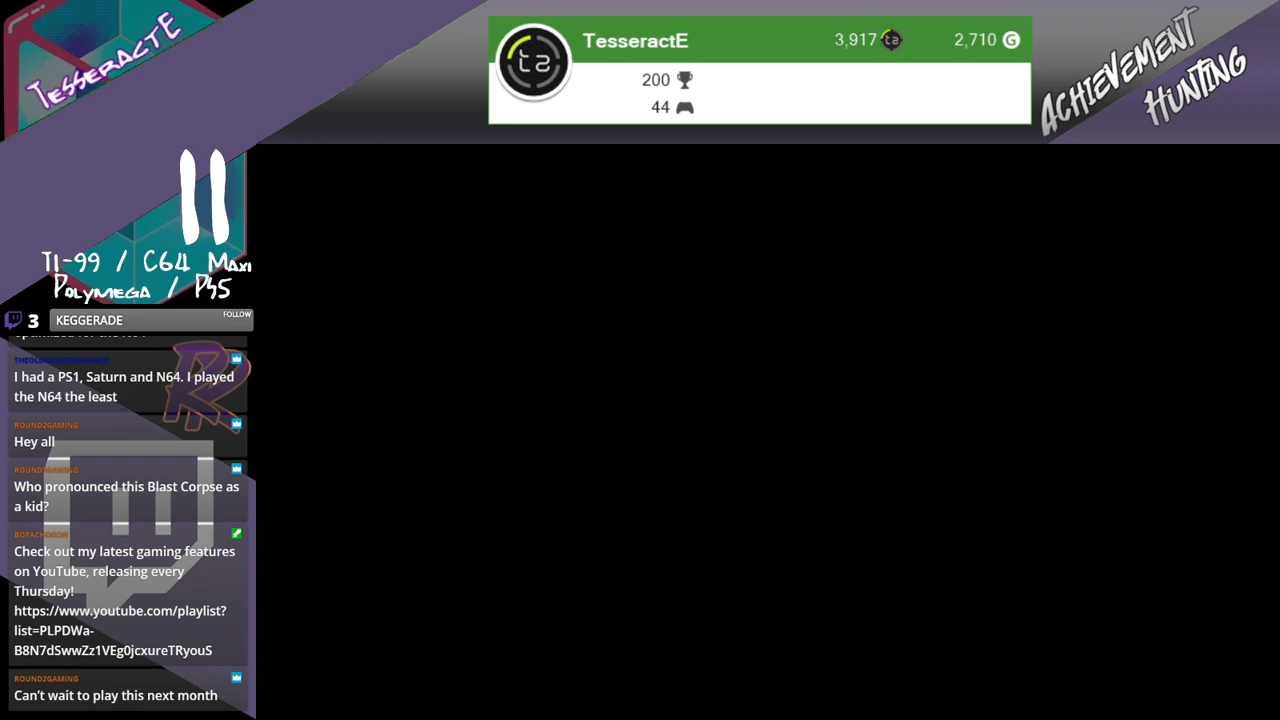 TESSERACTE
TesseractE
3,917
2,710 G
200
44
ACHIEVEMENT
HUNTING
TI-99 / C64 MAXI
POLYMEGA / PS5
3
KEGGERADE
FOLLOW
I had a PS1, Saturn and N64. I played
the N64 the least
ROUND2GAMING
Hey all
ROUND2GAMING
Who pronounced this Blast Corpse as
a kid?
Check out my latest gaming features
on YouTube, releasing every
Thursday!
https://www.youtube.com/playlist?
list=PLPDWa-
B8N7dSwwZz1VEg0jcxureTRyouS
ROUND2GAMING
Can't wait to play this next month